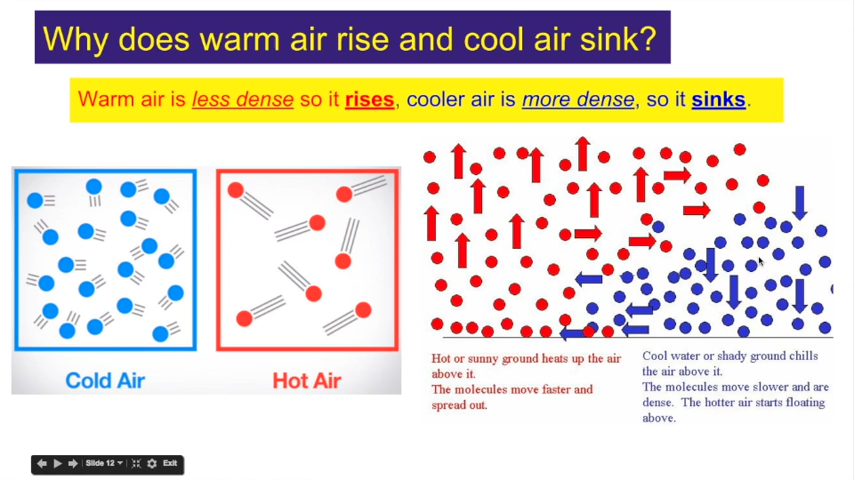 Why does warm air rise and cool air sink?
Warm air is less dense so it rises, cooler air is more dense, so it sinks.
Cold Air
Hot Air
Hot or sunny ground heats up the air
above it.
The molecules move faster and
spread out.
Cool water or shady ground chills
the air above it.
The molecules move slower and are
dense.  The hotter air starts floating
above.
Slide 12
Exit